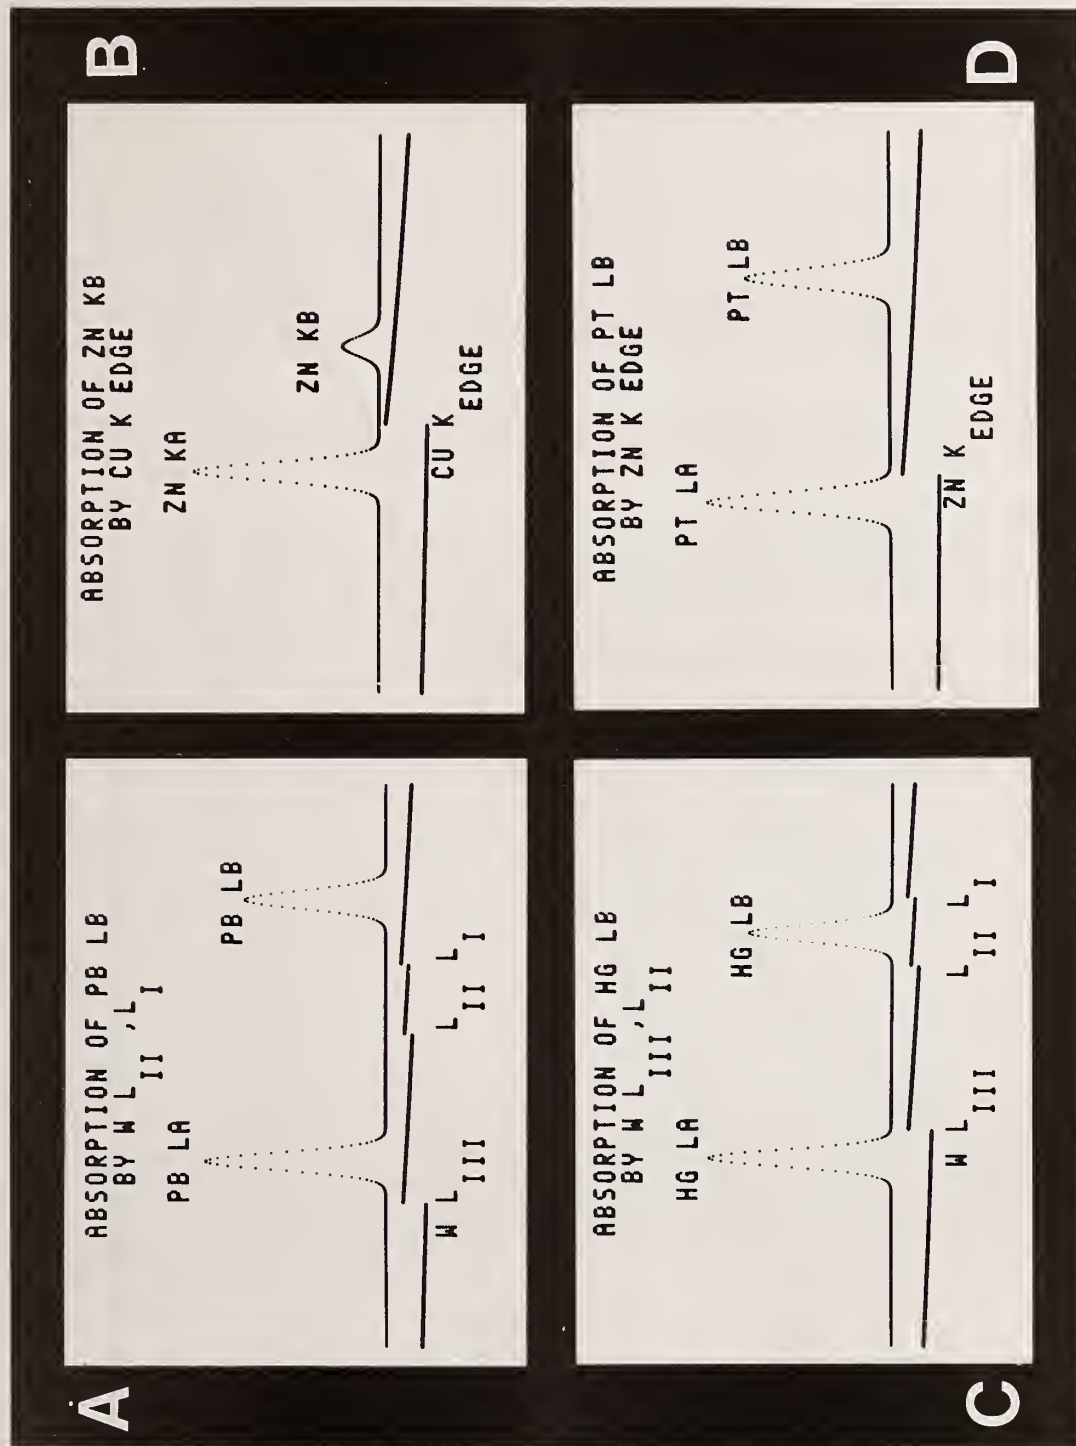 A
ABSORPTION OF PB LB
BY W L II ,L I
PB LA
PB LB
W L III
L II
L I
B
ABSORPTION OF ZN KB
BY CU K EDGE
ZN KA
ZN KB
CU K
EDGE
C
ABSORPTION OF HG LB
BY W L III ,L II
HG LA
HG LB
W L III
L II
L I
D
ABSORPTION OF PT LB
BY ZN K EDGE
PT LA
PT LB
ZN K
EDGE